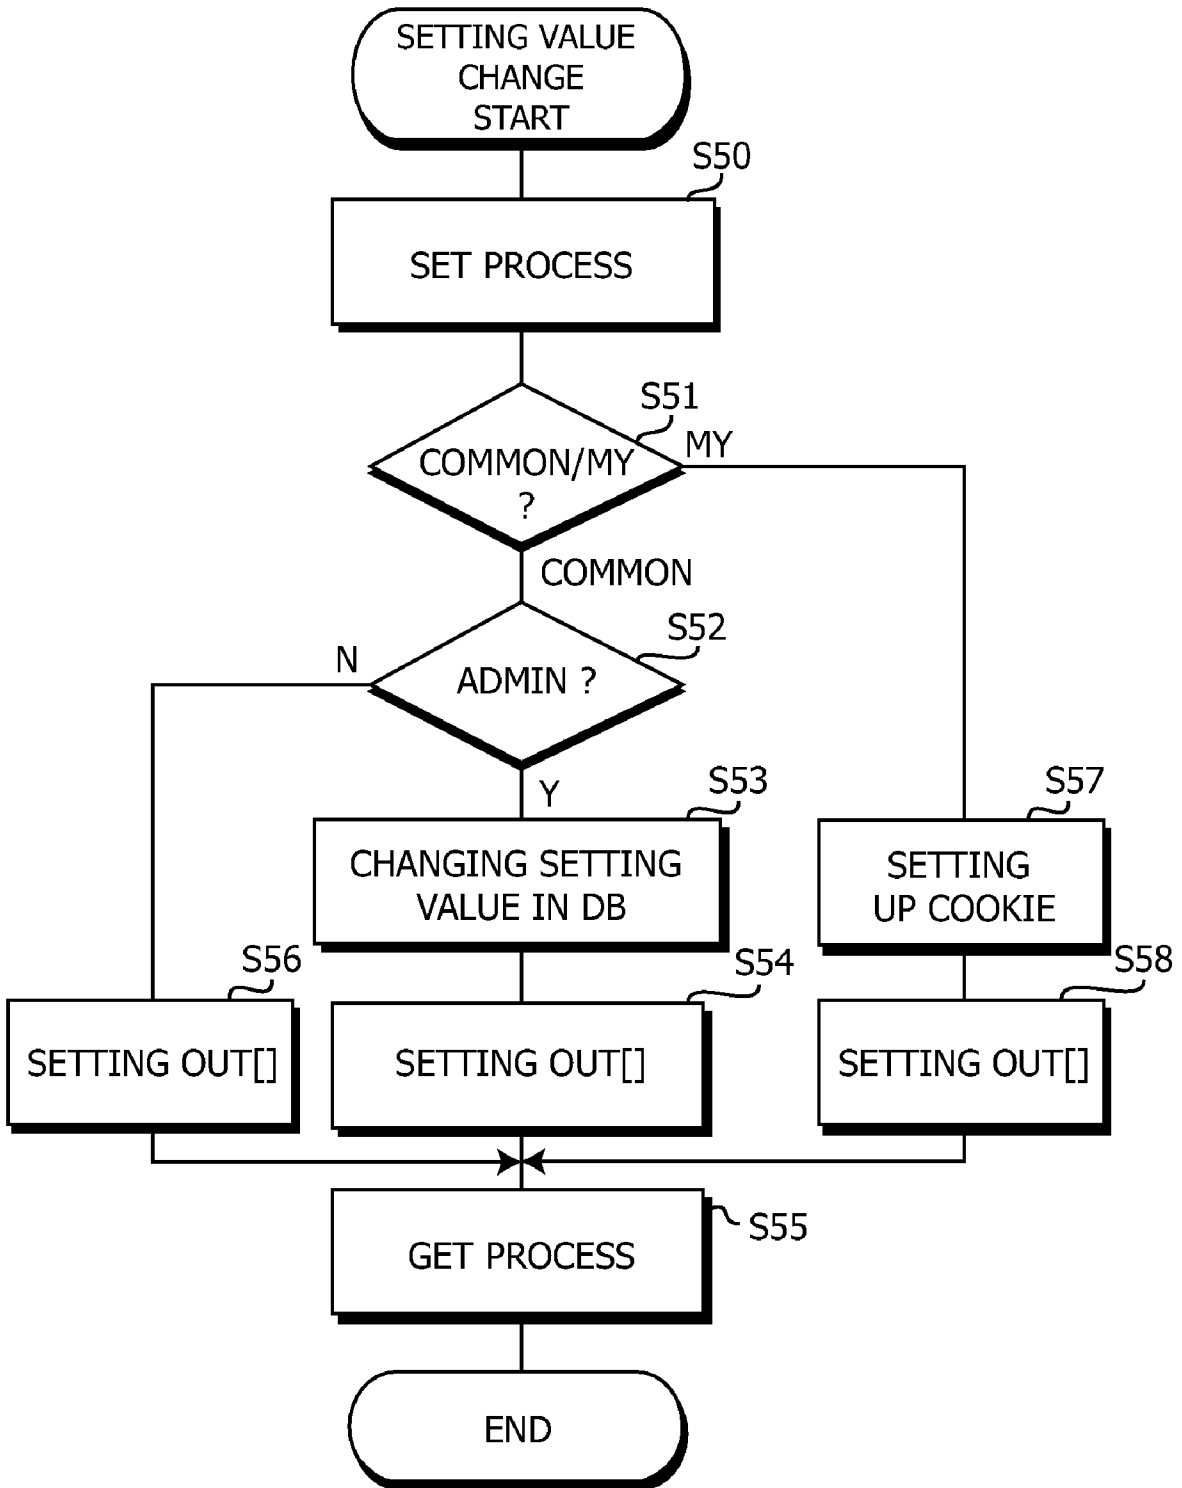 SETTING VALUE
CHANGE
START
S50
SET PROCESS
S51
COMMON/MY
?
MY
COMMON
S52
N
ADMIN ?
Y
S53
CHANGING SETTING
VALUE IN DB
S57
SETTING
UP COOKIE
S56
SETTING OUT[]
S54
SETTING OUT[]
S58
SETTING OUT[]
S55
GET PROCESS
END